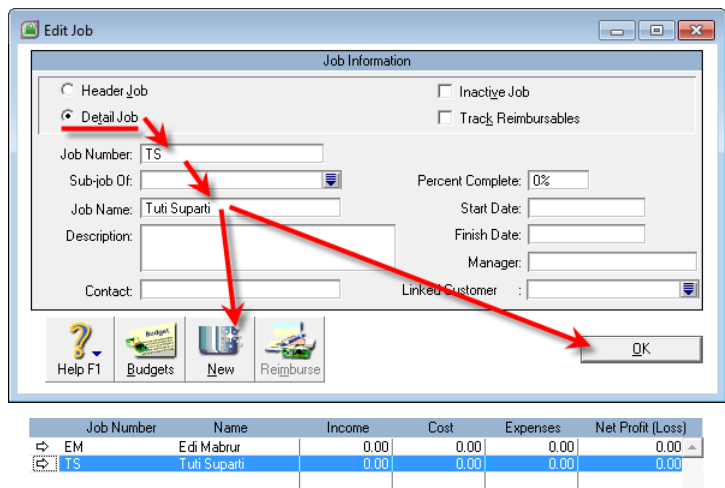 Edit Job
Job Information
Header Job
Inactive Job
Detail Job
Track Reimbursables
Job Number: TS
Sub-job Of:
Percent Complete: 0%
Job Name: Tuti Suparti
Start Date:
Description:
Finish Date:
Manager:
Contact:
Linked Customer :
Budget
Help F1
Budgets
New
Reimburse
OK
Job Number Name Income Cost Expenses Net Profit (Loss)
EM Edi Mabrur 0.00 0.00 0.00 0.00
TS Tuti Suparti 0.00 0.00 0.00 0.00